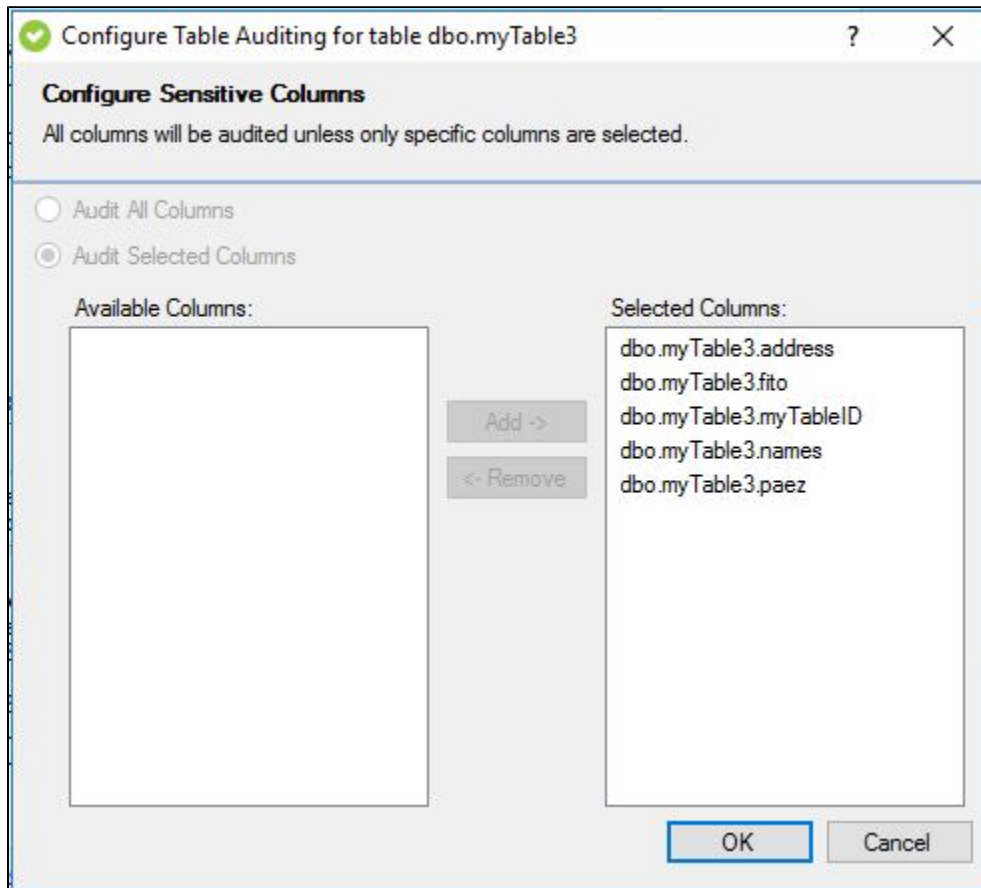 Configure Table Auditing for table dbo.myTable3 ?
Configure Sensitive Columns
All columns will be audited unless only specific columns are selected.
Audit All Columns
Audit Selected Columns
Available Columns:
Selected Columns:
dbo.myTable3.address
dbo.myTable3.fito
dbo.myTable3.myTableID
dbo.myTable3.names
dbo.myTable3.paez
Add ->
<- Remove
OK Cancel